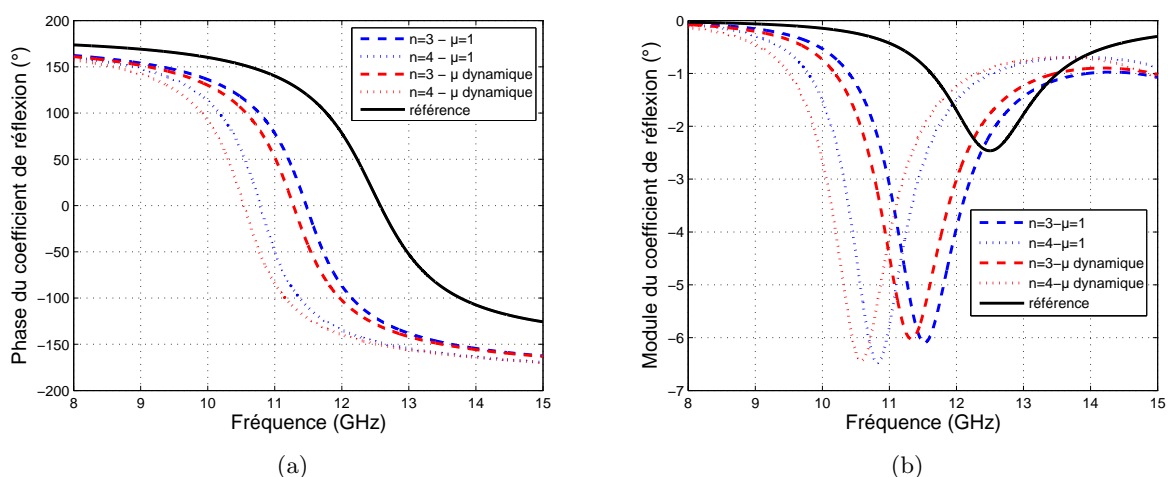 200
150
100
50
0
−50
−100
−150
−200
8 9 10 11 12 13 14 15
Phase du coefficient de réflexion (°)
Fréquence (GHz)
n=3 − μ=1
n=4 − μ=1
n=3 − μ dynamique
n=4 − μ dynamique
référence
(a)
0
−1
−2
−3
−4
−5
−6
−7
8 9 10 11 12 13 14 15
Module du coefficient de réflexion (°)
Fréquence (GHz)
n=3−μ=1
n=4−μ=1
n=3−μ dynamique
n=4−μ dynamique
référence
(b)